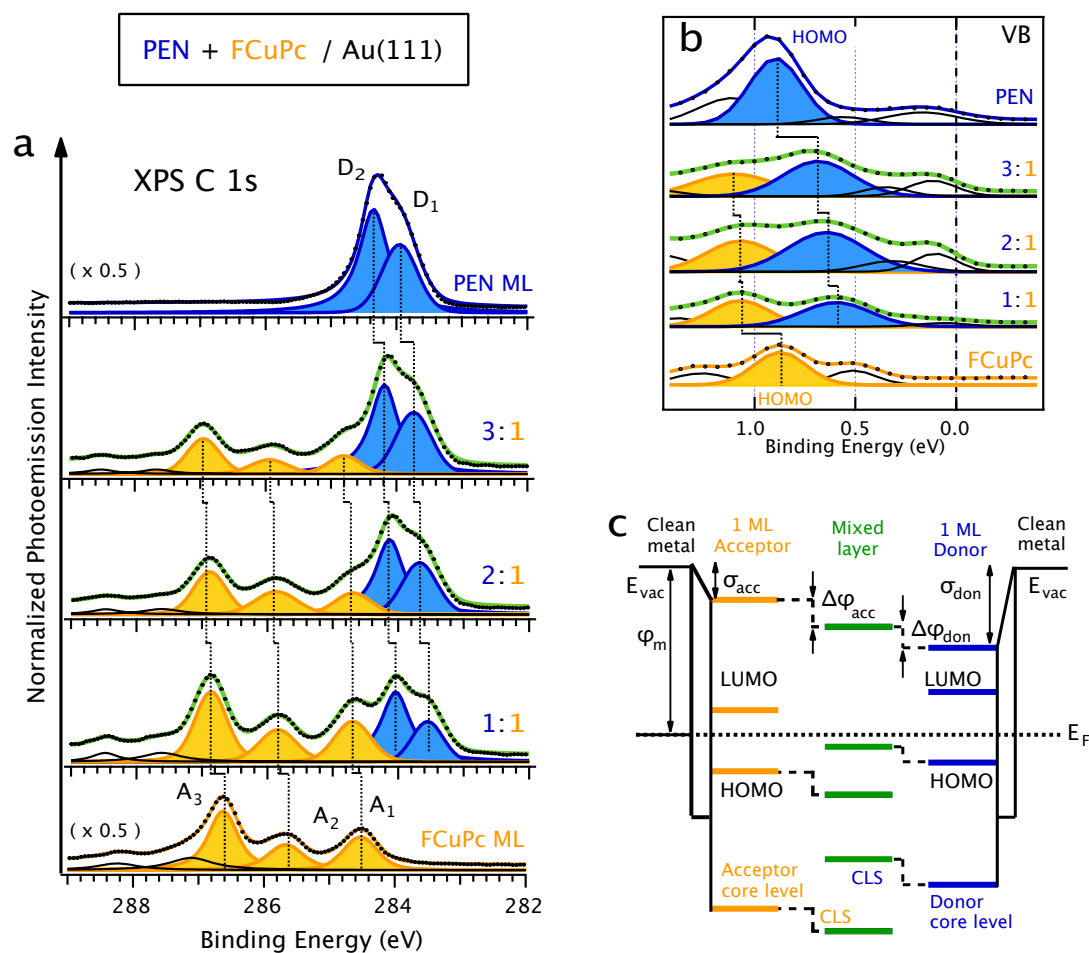 PEN + FCuPc / Au(111)
a
XPS C 1s
Normalized Photoemission Intensity
D2
D1
( x 0.5 )
PEN ML
3:1
2:1
1:1
A3
A2
A1
( x 0.5 )
FCuPc ML
288
286
284
282
Binding Energy (eV)
b
HOMO
VB
PEN
3:1
2:1
1:1
FCuPc
HOMO
1.0
0.5
0.0
Binding Energy (eV)
c
Clean
metal
1 ML
Acceptor
Mixed
layer
1 ML
Donor
Clean
metal
Evac
σacc
Δφacc
σdon
Evac
φm
Δφdon
LUMO
LUMO
EF
HOMO
HOMO
Acceptor
core level
CLS
CLS
Donor
core level